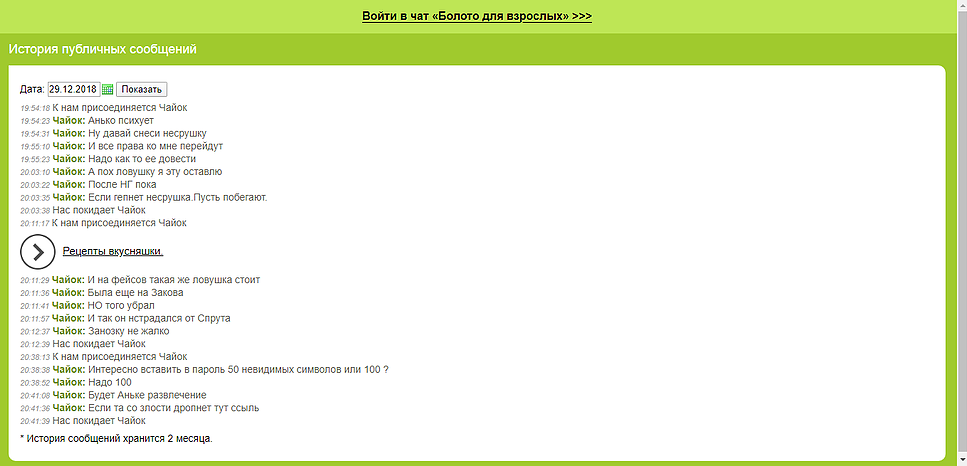 Войти в чат «Болото для взрослых» >>>
История публичных сообщений
Дата: 29.12.2018 Показать
19:54:18 К нам присоединяется Чайок
19:54:23 Чайок: Анько психует
19:54:31 Чайок: Ну давай снеси несрушку
19:55:10 Чайок: И все права ко мне перейдут
19:55:23 Чайок: Надо как то ее довести
20:03:10 Чайок: А пох ловушку я эту оставлю
20:03:22 Чайок: После НГ пока
20:03:35 Чайок: Если гепнет несрушка.Пусть побегают.
20:03:38 Нас покидает Чайок
20:11:17 К нам присоединяется Чайок
Рецепты вкусняшки.
20:11:29 Чайок: И на фейсов такая же ловушка стоит
20:11:36 Чайок: Была еще на Закова
20:11:41 Чайок: НО того убрал
20:11:57 Чайок: И так он нстрадался от Спрута
20:12:37 Чайок: Занозку не жалко
20:12:39 Нас покидает Чайок
20:38:13 К нам присоединяется Чайок
20:38:38 Чайок: Интересно вставить в пароль 50 невидимых символов или 100 ?
20:38:52 Чайок: Надо 100
20:41:08 Чайок: Будет Аньке развлечение
20:41:36 Чайок: Если та со злости дропнет тут ссыль
20:41:39 Нас покидает Чайок
* История сообщений хранится 2 месяца.